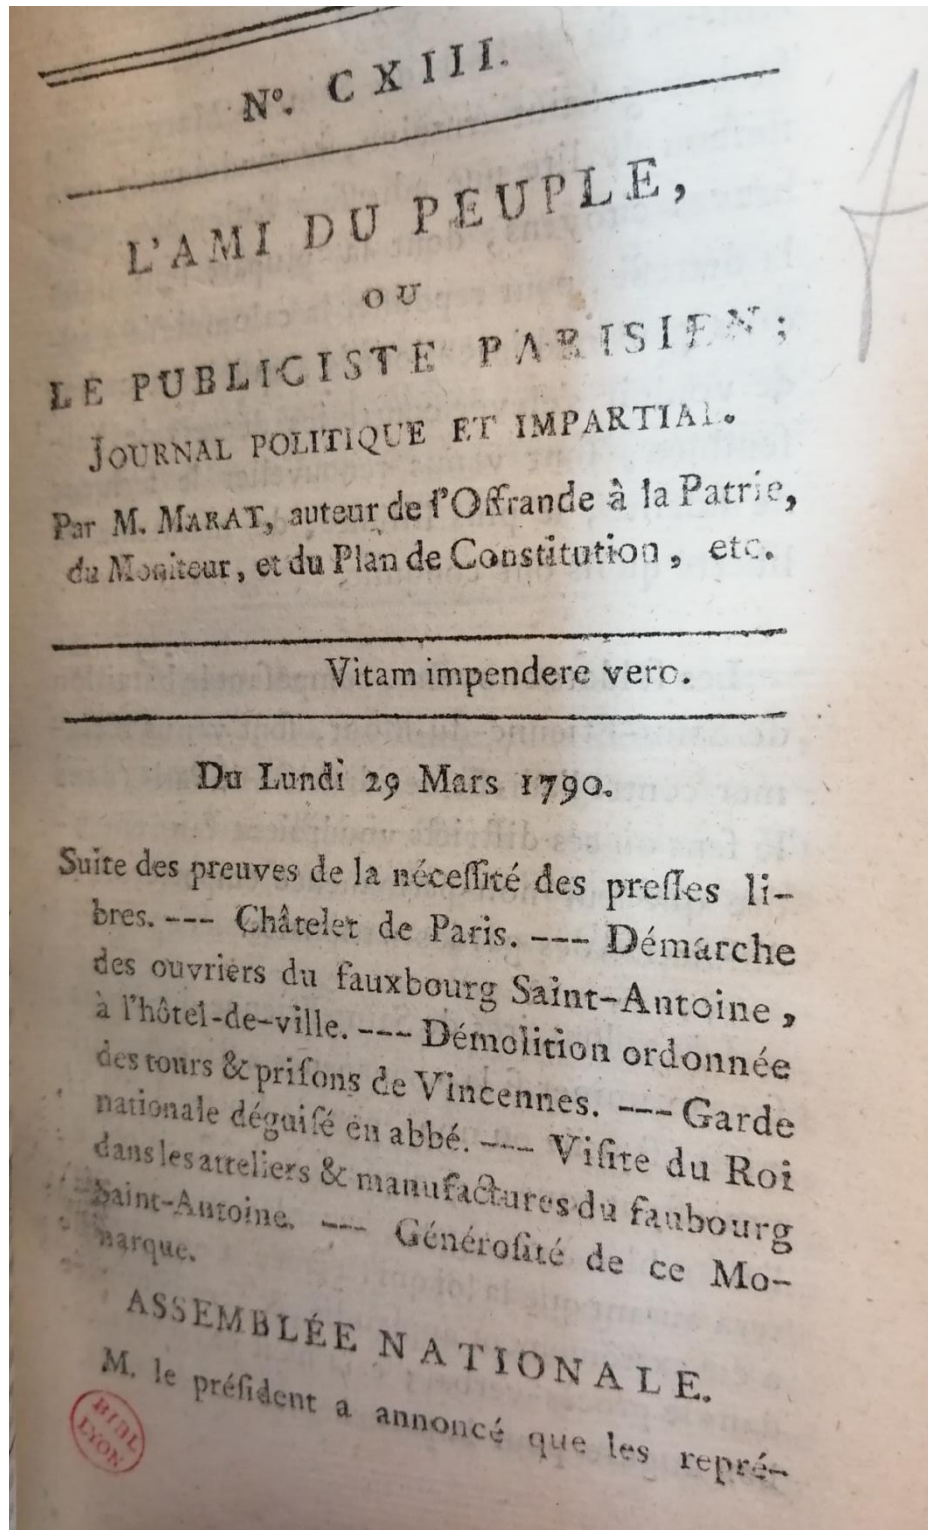 Nº. CXIII.
L'AMI DU PEUPLE,
OU
LE PUBLICISTE PARISIEN;
JOURNAL POLITIQUE ET IMPARTIAL.
Par M. MARAT, auteur de l'Offrande à la Patrie,
du Moniteur, et du Plan de Constitution, etc.
Vitam impendere vero.
Du Lundi 29 Mars 1790.
Suite des preuves de la néceſſité des preſſes li-
bres. --- Châtelet de Paris. --- Démarche
des ouvriers du fauxbourg Saint-Antoine,
à l'hôtel-de-ville. --- Démolition ordonnée
des tours & priſons de Vincennes. --- Garde
nationale déguiſé en abbé. --- Viſite du Roi
dans les atteliers & manufactures du faubourg
Saint-Antoine. --- Généroſité de ce Mo-
narque.
ASSEMBLÉE NATIONALE.
M. le préſident a annoncé que les repré-
BIBL
LYON